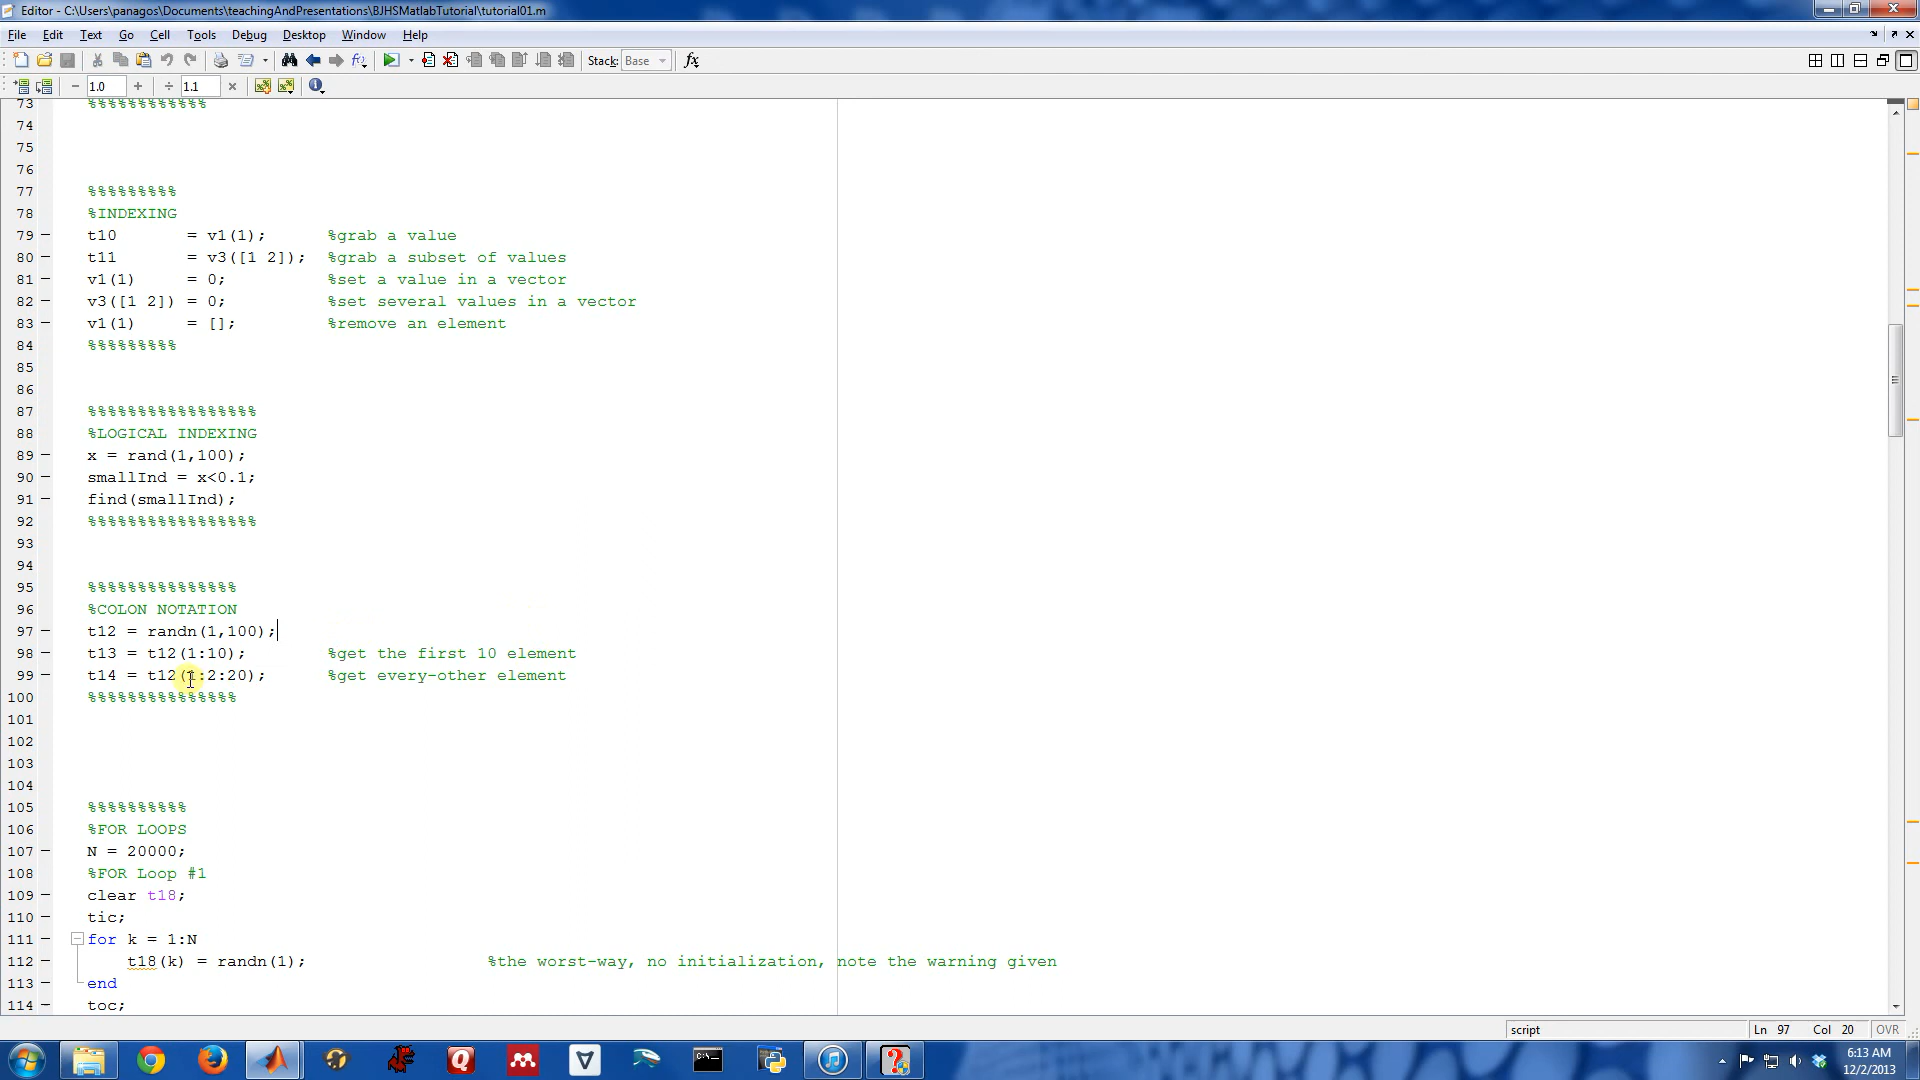 Editor - C:\Users\panagos\Documents\teachingAndPresentations\BJHSMatlabTutorial\tutorial01.m
File Edit Text Go Cell Tools Debug Desktop Window Help
Stack: Base fx
− 1.0 + ÷ 1.1 ×
73 %%%%%%%%%%%%
74
75
76
77 %%%%%%%%%
78 %INDEXING
79 – t10 = v1(1); %grab a value
80 – t11 = v3([1 2]); %grab a subset of values
81 – v1(1) = 0; %set a value in a vector
82 – v3([1 2]) = 0; %set several values in a vector
83 – v1(1) = []; %remove an element
84 %%%%%%%%%
85
86
87 %%%%%%%%%%%%%%%%%
88 %LOGICAL INDEXING
89 – x = rand(1,100);
90 – smallInd = x<0.1;
91 – find(smallInd);
92 %%%%%%%%%%%%%%%%%
93
94
95 %%%%%%%%%%%%%%%
96 %COLON NOTATION
97 – t12 = randn(1,100);
98 – t13 = t12(1:10); %get the first 10 element
99 – t14 = t12(1:2:20); %get every-other element
100 %%%%%%%%%%%%%%%
101
102
103
104
105 %%%%%%%%%%
106 %FOR LOOPS
107 – N = 20000;
108 %FOR Loop #1
109 – clear t18;
110 – tic;
111 – for k = 1:N
112 – t18(k) = randn(1); %the worst-way, no initialization, note the warning given
113 – end
114 – toc;
script Ln 97 Col 20 OVR
6:13 AM
12/2/2013